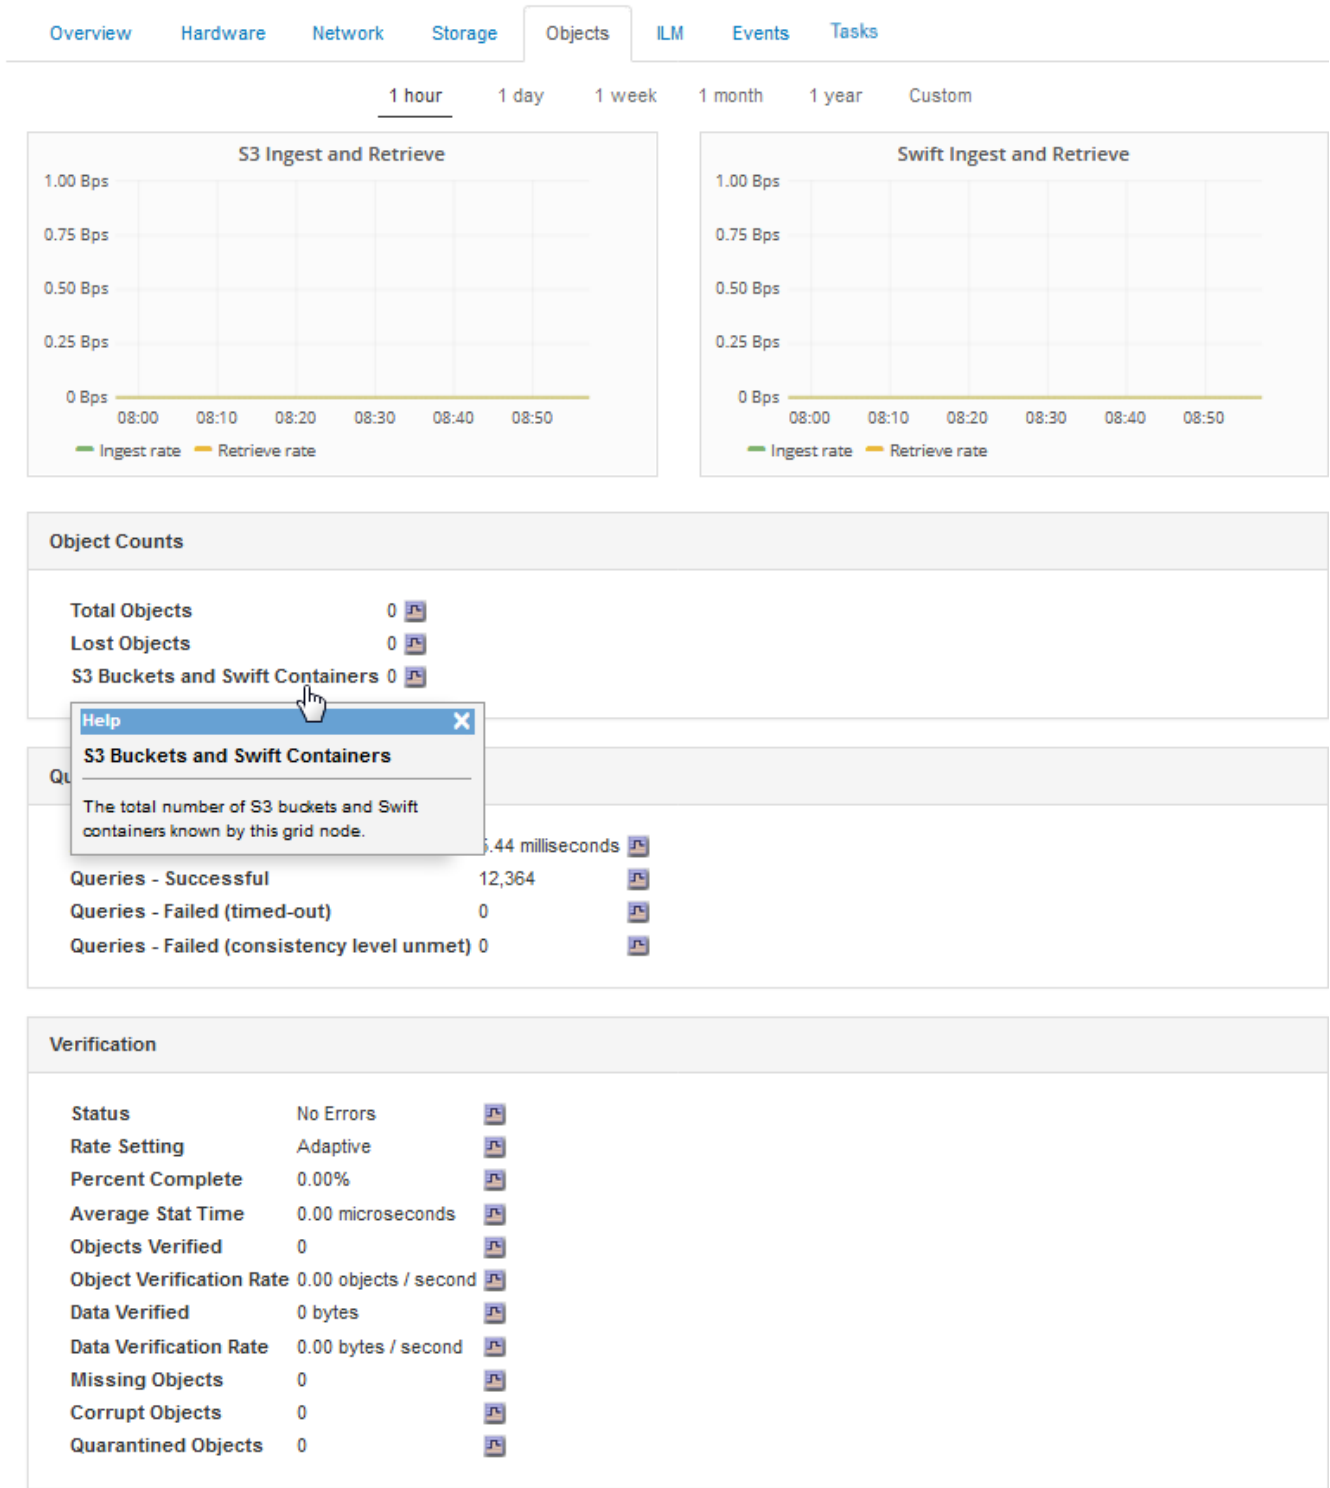 Overview Hardware Network Storage Objects ILM Events Tasks
1 hour 1 day 1 week 1 month 1 year Custom
S3 Ingest and Retrieve
1.00 Bps
0.75 Bps
0.50 Bps
0.25 Bps
0 Bps
08:00 08:10 08:20 08:30 08:40 08:50
Ingest rate Retrieve rate
Swift Ingest and Retrieve
1.00 Bps
0.75 Bps
0.50 Bps
0.25 Bps
0 Bps
08:00 08:10 08:20 08:30 08:40 08:50
Ingest rate Retrieve rate
Object Counts
Total Objects 0
Lost Objects 0
S3 Buckets and Swift Containers 0
Help
S3 Buckets and Swift Containers
The total number of S3 buckets and Swift
containers known by this grid node.
.44 milliseconds
Queries - Successful 12,364
Queries - Failed (timed-out) 0
Queries - Failed (consistency level unmet) 0
Verification
Status No Errors
Rate Setting Adaptive
Percent Complete 0.00%
Average Stat Time 0.00 microseconds
Objects Verified 0
Object Verification Rate 0.00 objects / second
Data Verified 0 bytes
Data Verification Rate 0.00 bytes / second
Missing Objects 0
Corrupt Objects 0
Quarantined Objects 0